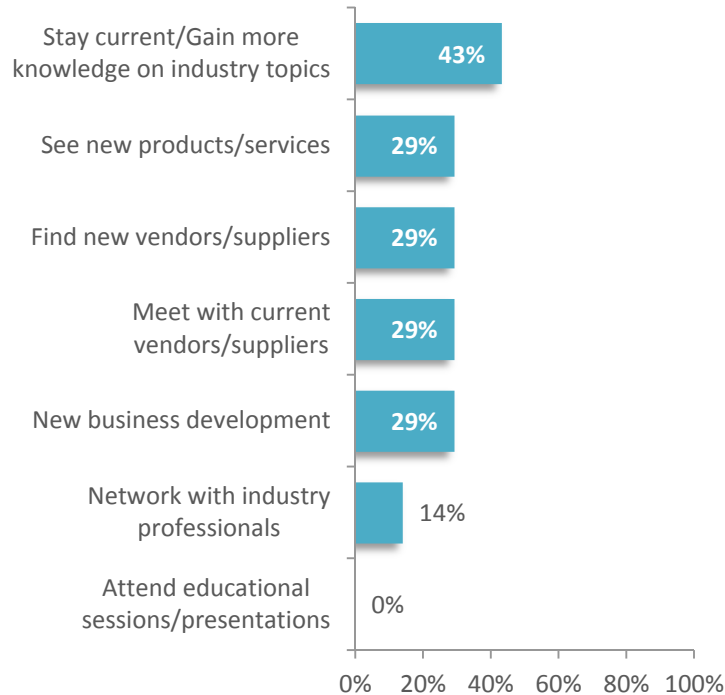 Stay current/Gain more
knowledge on industry topics
43%
See new products/services
29%
Find new vendors/suppliers
29%
Meet with current
vendors/suppliers
29%
New business development
29%
Network with industry
professionals
14%
Attend educational
sessions/presentations
0%
0% 20% 40% 60% 80% 100%